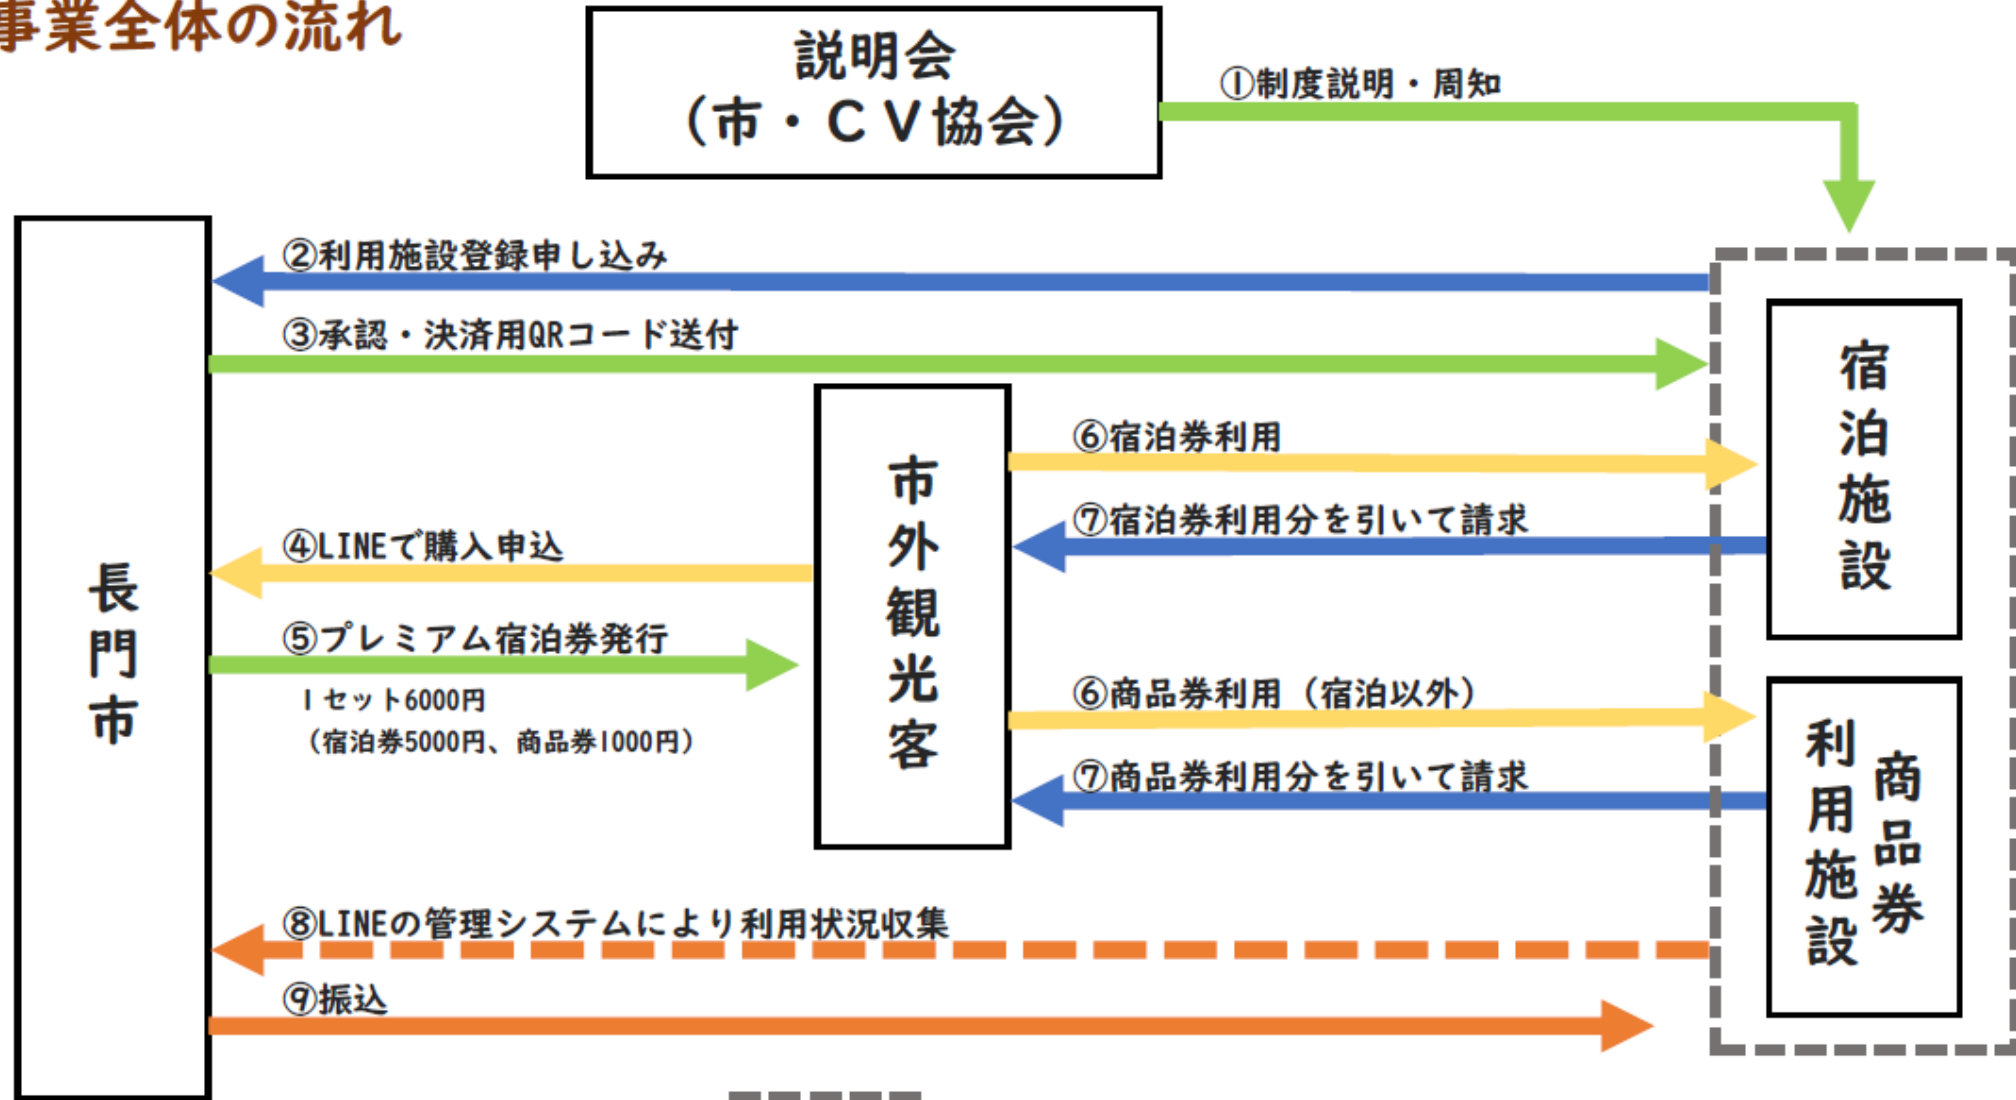 事業全体の流れ
説明会
（市・ＣＶ協会）
①制度説明・周知
②利用施設登録申し込み
③承認・決済用QRコード送付
長門市
市外観光客
宿泊施設
⑥宿泊券利用
⑦宿泊券利用分を引いて請求
④LINEで購入申込
⑤プレミアム宿泊券発行
1セット6000円
（宿泊券5000円、商品券1000円）
⑥商品券利用（宿泊以外）
⑦商品券利用分を引いて請求
商品券
利用施設
⑧LINEの管理システムにより利用状況収集
⑨振込